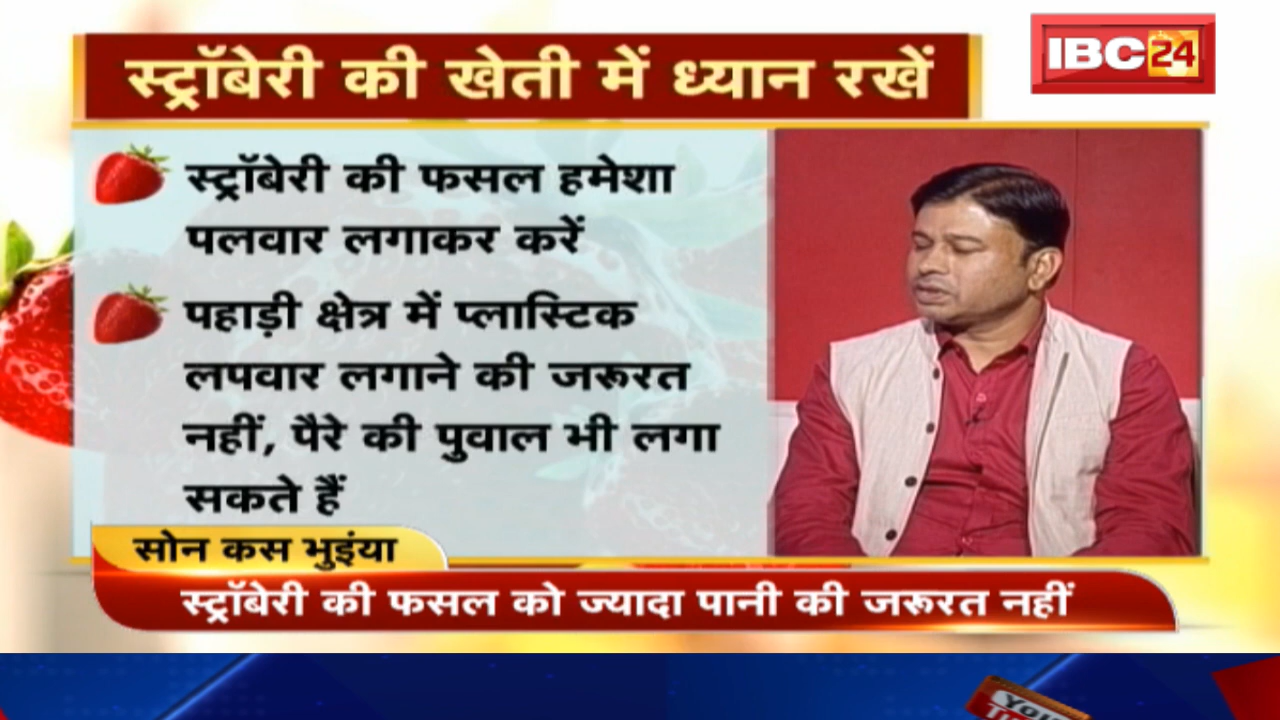 IBC24
स्ट्रॉबेरी की खेती में ध्यान रखें
स्ट्रॉबेरी की फसल हमेशा
पलवार लगाकर करें
पहाड़ी क्षेत्र में प्लास्टिक
लपवार लगाने की जरूरत
नहीं, पैरे की पुवाल भी लगा
सकते हैं
सोन कस भुइंया
स्ट्रॉबेरी की फसल को ज्यादा पानी की जरूरत नहीं